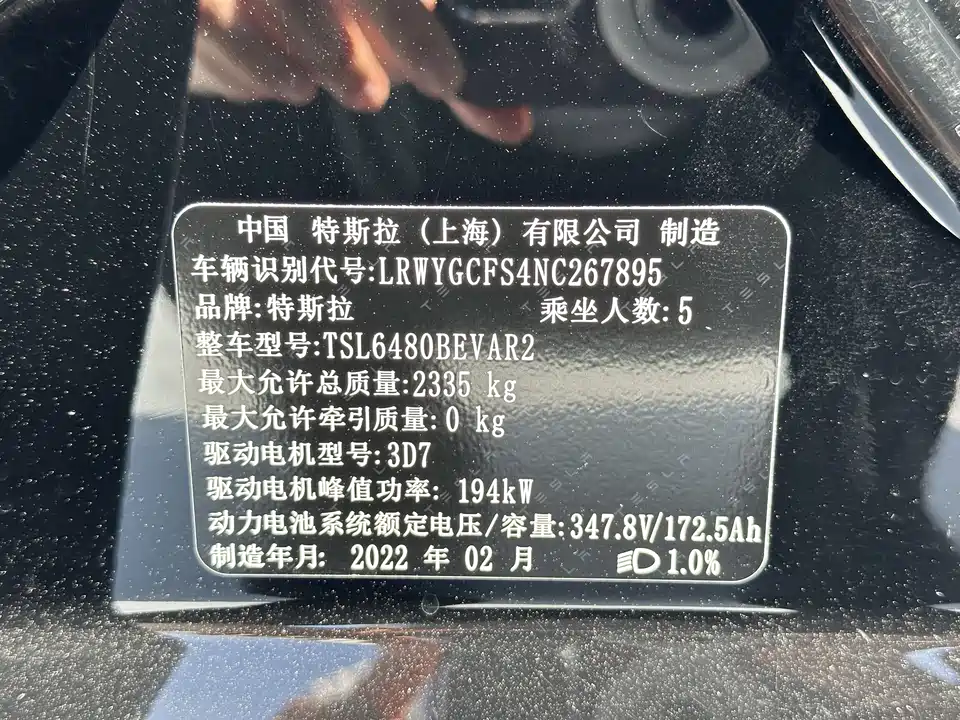 中国 特斯拉 (上海) 有限公司 制造
车辆识别代号:LRWYGCFS4NC267895
品牌:特斯拉 乘坐人数:5
整车型号:TSL6480BEVAR2
最大允许总质量:2335 kg
最大允许牵引质量:0 kg
驱动电机型号:3D7
驱动电机峰值功率: 194kW
动力电池系统额定电压/容量:347.8V/172.5Ah
制造年月: 2022 年 02 月 1.0%